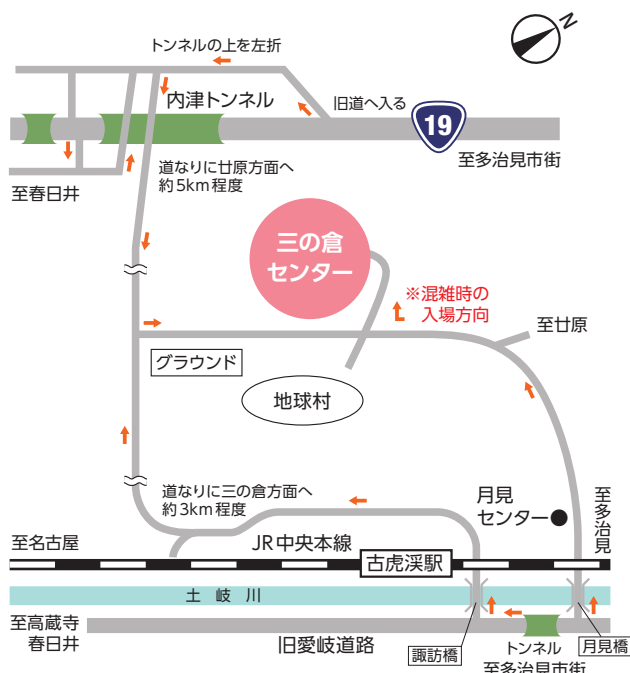 N
トンネルの上を左折
内津トンネル
旧道へ入る
19
至多治見市街
至春日井
道なりに廿原方面へ
約5km程度
三の倉
センター
※混雑時の
入場方向
至廿原
グラウンド
地球村
道なりに三の倉方面へ
約3km程度
月見
センター
至多治見
至名古屋
JR中央本線
古虎渓駅
土岐川
至高蔵寺
春日井
旧愛岐道路
諏訪橋
トンネル
月見橋
至多治見市街